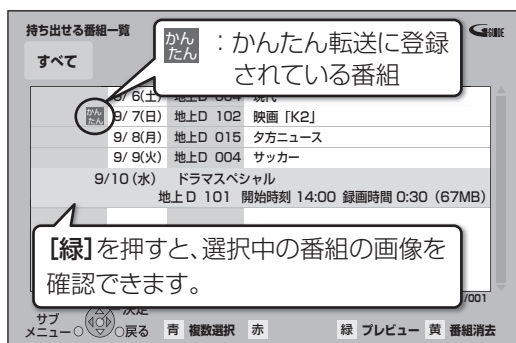 持ち出せる番組一覧
GGUIDE
すべて
かん
たん
：かんたん転送に登録
されている番組
9/ 6(土) 地上D 004 現代
かん
たん
9/ 7(日) 地上D 102 映画「K2」
9/ 8(月) 地上D 015 夕方ニュース
9/ 9(火) 地上D 004 サッカー
9/10(水) ドラマスペシャル
地上D 101 開始時刻 14:00 録画時間 0:30 (67MB)
[緑]を押すと、選択中の番組の画像を
確認できます。
/001
サブ
メニュー
決定
戻る
青 複数選択 赤 緑 プレビュー 黄 番組消去